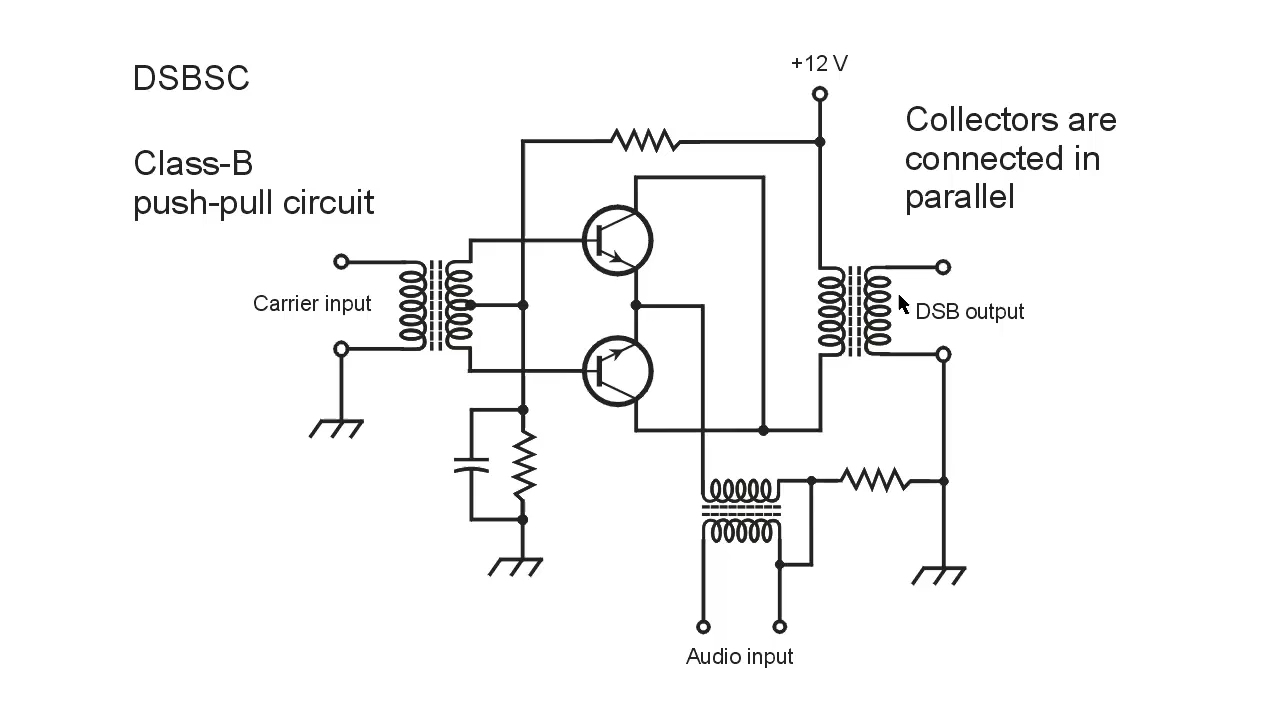 DSBSC
Class-B
push-pull circuit
+12 V
Collectors are
connected in
parallel
Carrier input
DSB output
Audio input